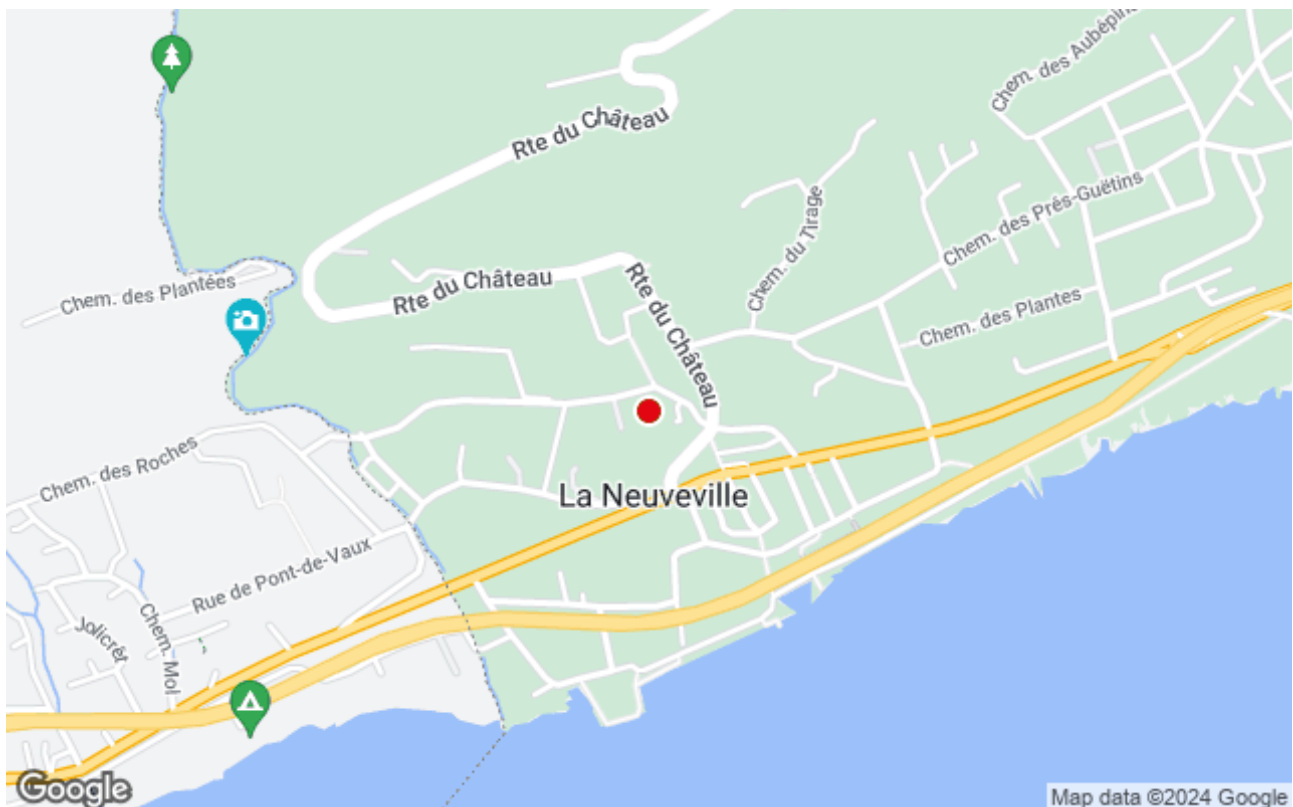 Chem. des Aubépin
Rte du Château
Chem. des Prés-Guëtins
Chem. du Tirage
Chem. des Plantées
Rte du Château
Rte du Château
Chem. des Plantes
Chem. des Roches
La Neuveville
Rue de Pont-de-Vaux
Jolicrêt
Chem. Mol
Google
Map data ©2024 Google